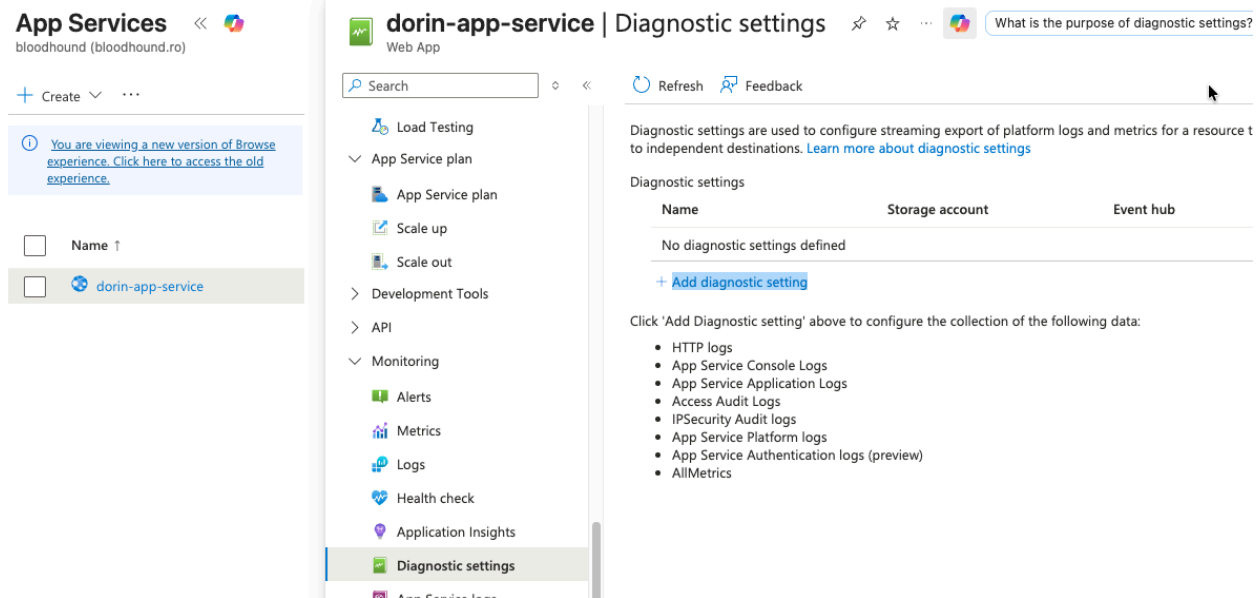 App Services
bloodhound (bloodhound.ro)
Create
You are viewing a new version of Browse
experience. Click here to access the old
experience.
Name ↑
dorin-app-service
dorin-app-service | Diagnostic settings
Web App
What is the purpose of diagnostic settings?
Search
Load Testing
App Service plan
App Service plan
Scale up
Scale out
Development Tools
API
Monitoring
Alerts
Metrics
Logs
Health check
Application Insights
Diagnostic settings
App Service logs
Refresh
Feedback
Diagnostic settings are used to configure streaming export of platform logs and metrics for a resource t
to independent destinations. Learn more about diagnostic settings
Diagnostic settings
Name Storage account Event hub
No diagnostic settings defined
+ Add diagnostic setting
Click 'Add Diagnostic setting' above to configure the collection of the following data:
• HTTP logs
• App Service Console Logs
• App Service Application Logs
• Access Audit Logs
• IPSecurity Audit logs
• App Service Platform logs
• App Service Authentication logs (preview)
• AllMetrics